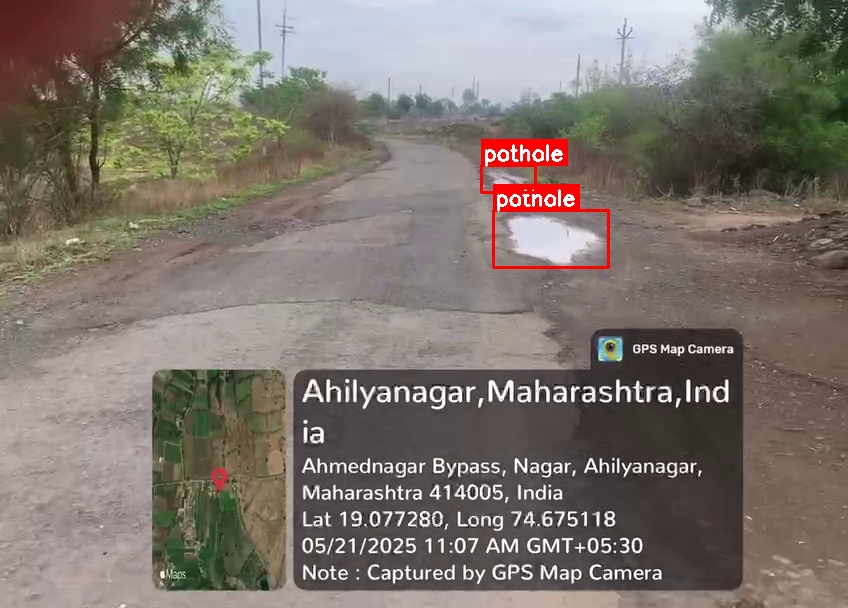 pothole
pothole
GPS Map Camera
Ahilyanagar,Maharashtra,Ind
ia
Ahmednagar Bypass, Nagar, Ahilyanagar,
Maharashtra 414005, India
Lat 19.077280, Long 74.675118
05/21/2025 11:07 AM GMT+05:30
Note : Captured by GPS Map Camera
Maps